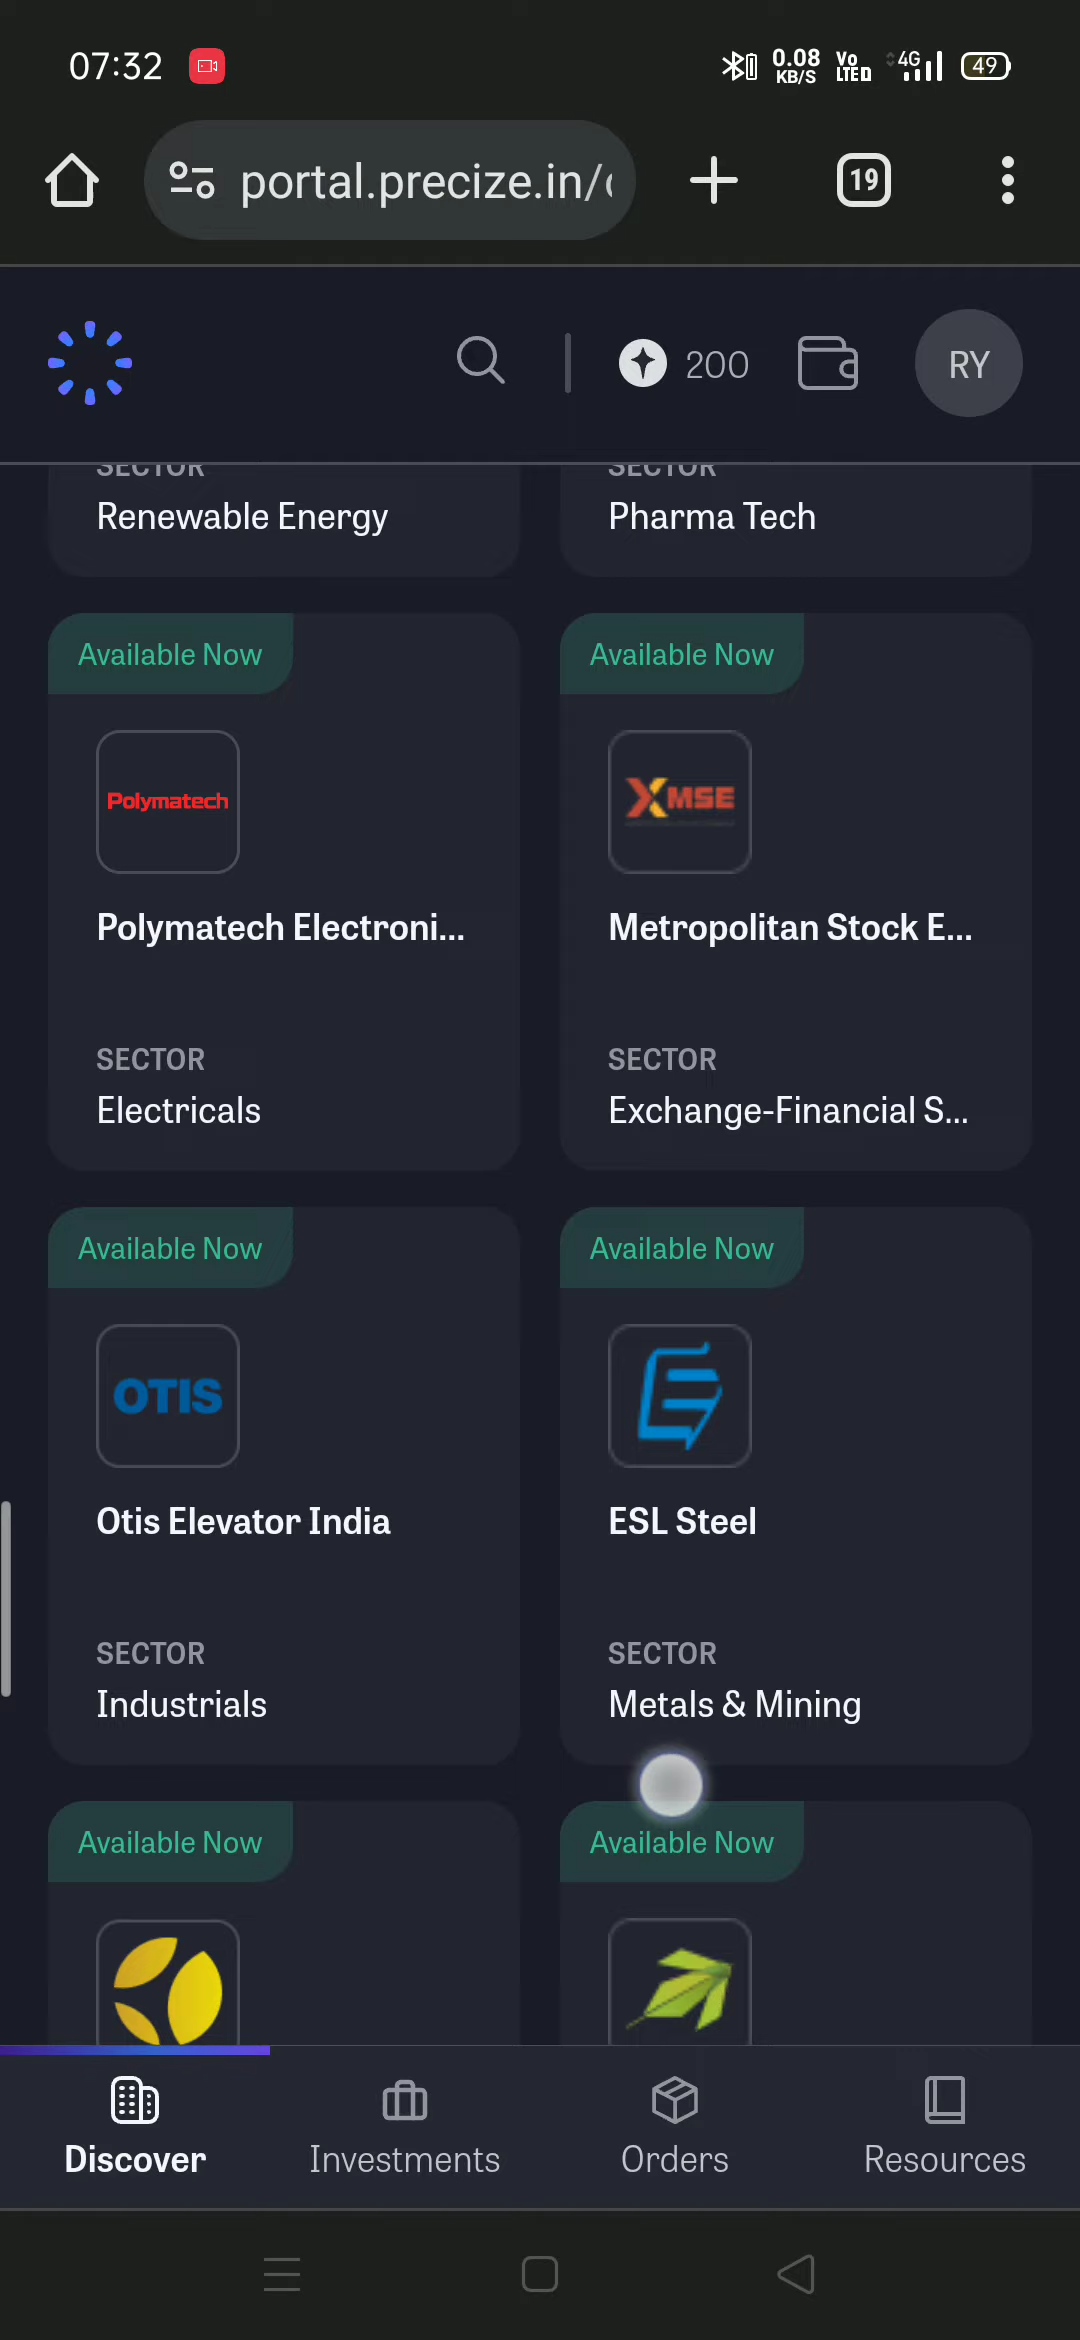 07:32
0.08
KB/S
Vo
LTE
4G
49
portal.precize.in/
19
200
RY
SECTOR
SECTOR
Renewable Energy
Pharma Tech
Available Now
Available Now
Polymatech
XMSE
Polymatech Electroni...
Metropolitan Stock E...
SECTOR
SECTOR
Electricals
Exchange-Financial S...
Available Now
Available Now
OTIS
Otis Elevator India
ESL Steel
SECTOR
SECTOR
Industrials
Metals & Mining
Available Now
Available Now
Discover
Investments
Orders
Resources